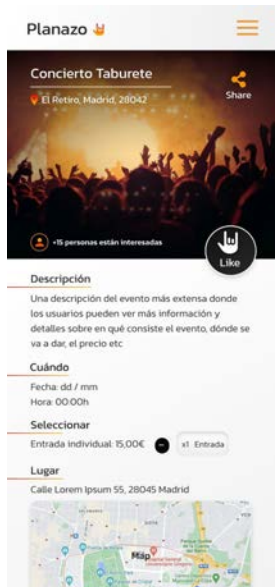 Planazo
Concierto Taburete
El Retiro, Madrid, 28042
Share
+15 personas están interesadas
Like
Descripción
Una descripción del evento más extensa donde
los usuarios pueden ver más información y
detalles sobre en qué consiste el evento, dónde se
va a dar, el precio etc
Cuándo
Fecha: dd / mm
Hora: 00:00h
Seleccionar
Entrada individual: 15,00€
x1 Entrada
Lugar
Calle Lorem Ipsum 55, 28045 Madrid
Map